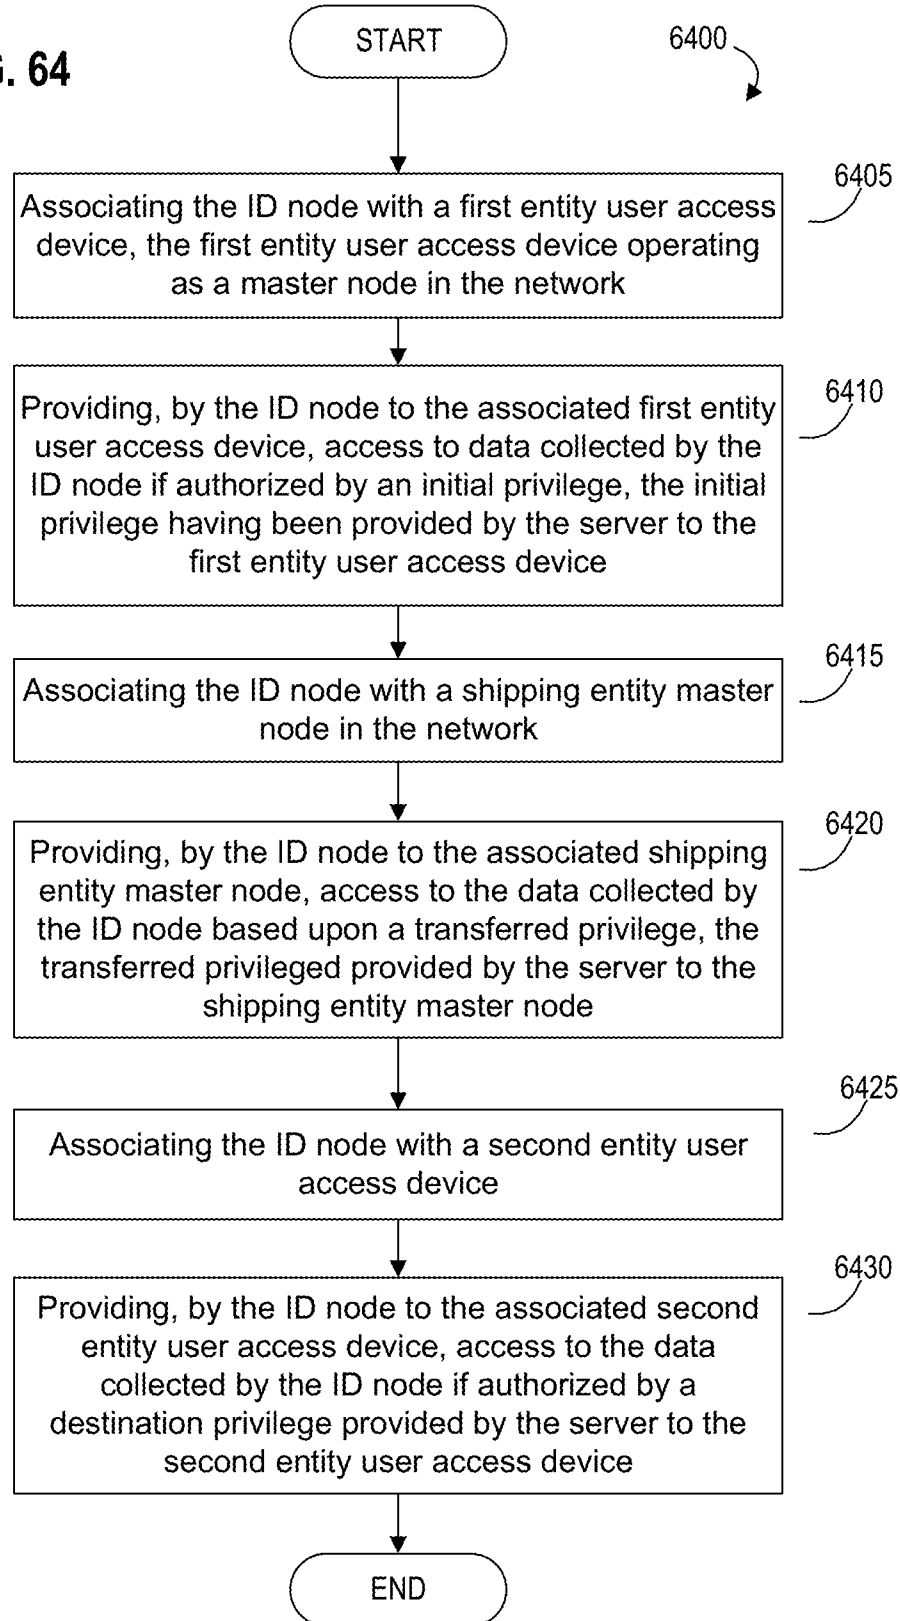 START
6400
. 64
6405
Associating the ID node with a first entity user access
device, the first entity user access device operating
as a master node in the network
6410
Providing, by the ID node to the associated first entity
user access device, access to data collected by the
ID node if authorized by an initial privilege, the initial
privilege having been provided by the server to the
first entity user access device
6415
Associating the ID node with a shipping entity master
node in the network
6420
Providing, by the ID node to the associated shipping
entity master node, access to the data collected by
the ID node based upon a transferred privilege, the
transferred privileged provided by the server to the
shipping entity master node
6425
Associating the ID node with a second entity user
access device
6430
Providing, by the ID node to the associated second
entity user access device, access to the data
collected by the ID node if authorized by a
destination privilege provided by the server to the
second entity user access device
END